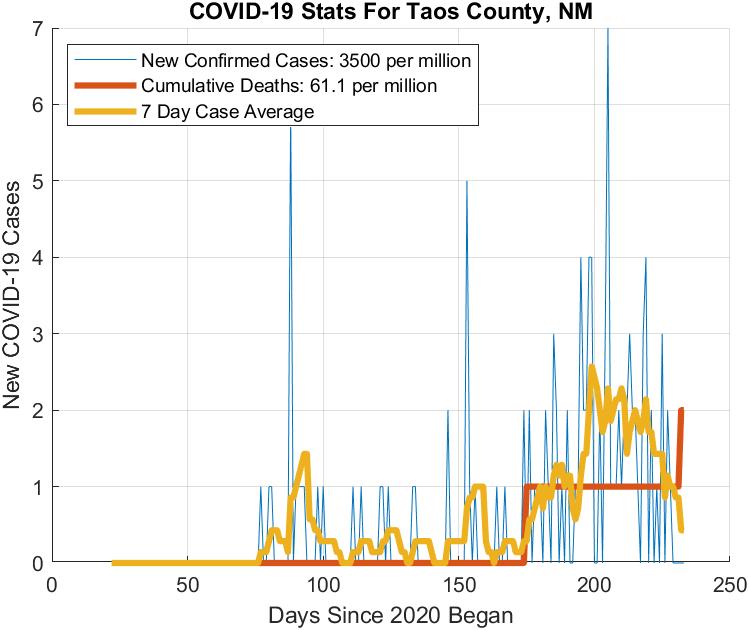 COVID-19 Stats For Taos County, NM
New Confirmed Cases: 3500 per million
Cumulative Deaths: 61.1 per million
7 Day Case Average
New COVID-19 Cases
7
6
5
4
3
2
1
0
0 50 100 150 200 250
Days Since 2020 Began